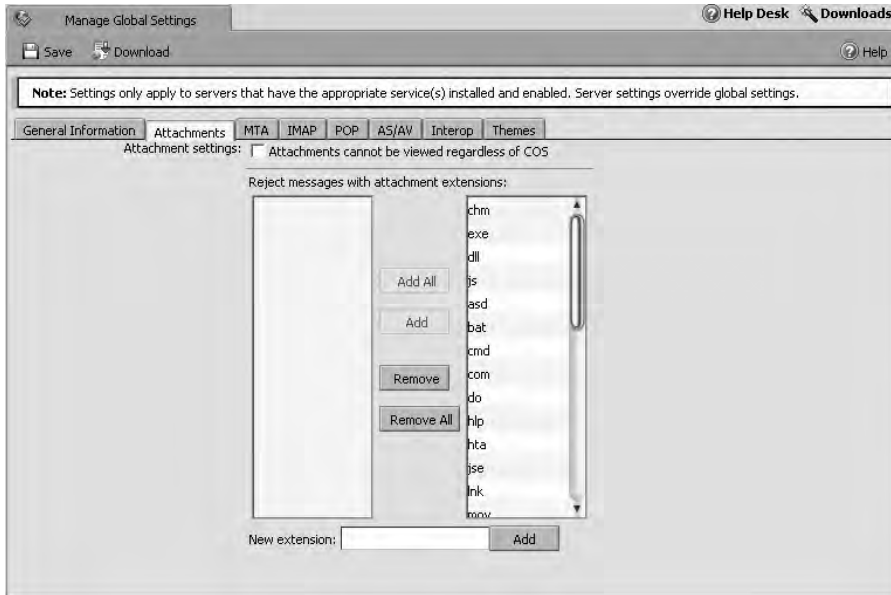 Manage Global Settings
Help Desk Downloads
Save Download
Help
Note: Settings only apply to servers that have the appropriate service(s) installed and enabled. Server settings override global settings.
General Information Attachments MTA IMAP POP AS/AV Interop Themes
Attachment settings: Attachments cannot be viewed regardless of COS
Reject messages with attachment extensions:
chm
exe
dll
Add All
js
asd
Add
bat
cmd
Remove
com
do
Remove All
hlp
hta
jse
lnk
mov
New extension: Add